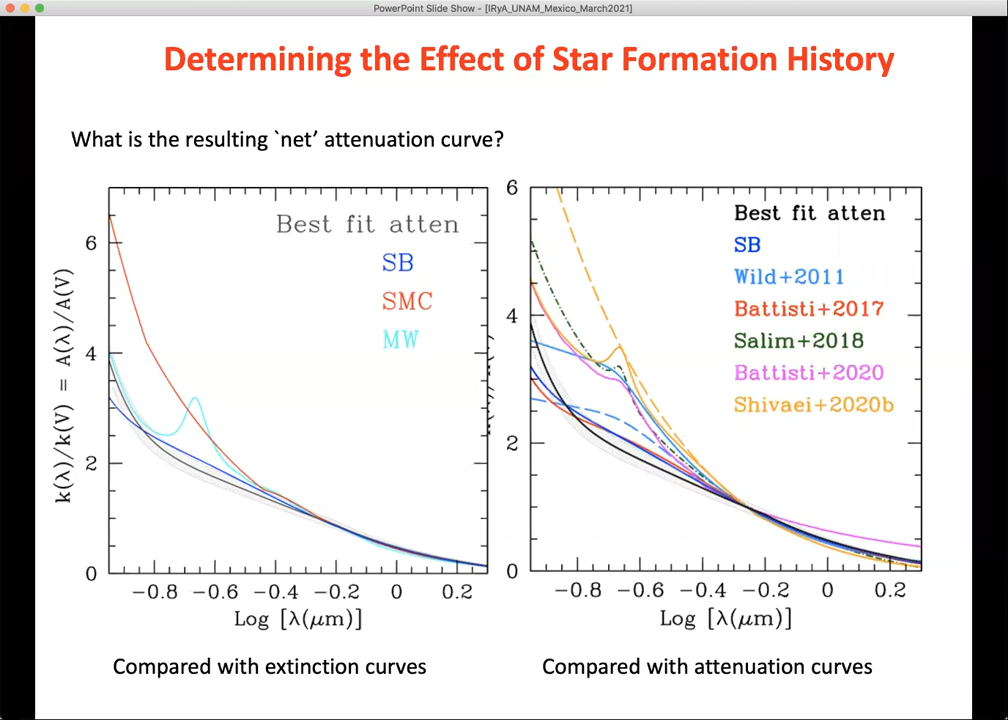 PowerPoint Slide Show - [IRyA_UNAM_Mexico_March2021]
Determining the Effect of Star Formation History
What is the resulting `net’ attenuation curve?
k(λ)/k(V) = A(λ)/A(V)
6
4
2
0
Best fit atten
SB
SMC
MW
−0.8 −0.6 −0.4 −0.2 0 0.2
Log [λ(μm)]
Compared with extinction curves
6
4
2
0
Best fit atten
SB
Wild+2011
Battisti+2017
Salim+2018
Battisti+2020
Shivaei+2020b
−0.8 −0.6 −0.4 −0.2 0 0.2
Log [λ(μm)]
Compared with attenuation curves